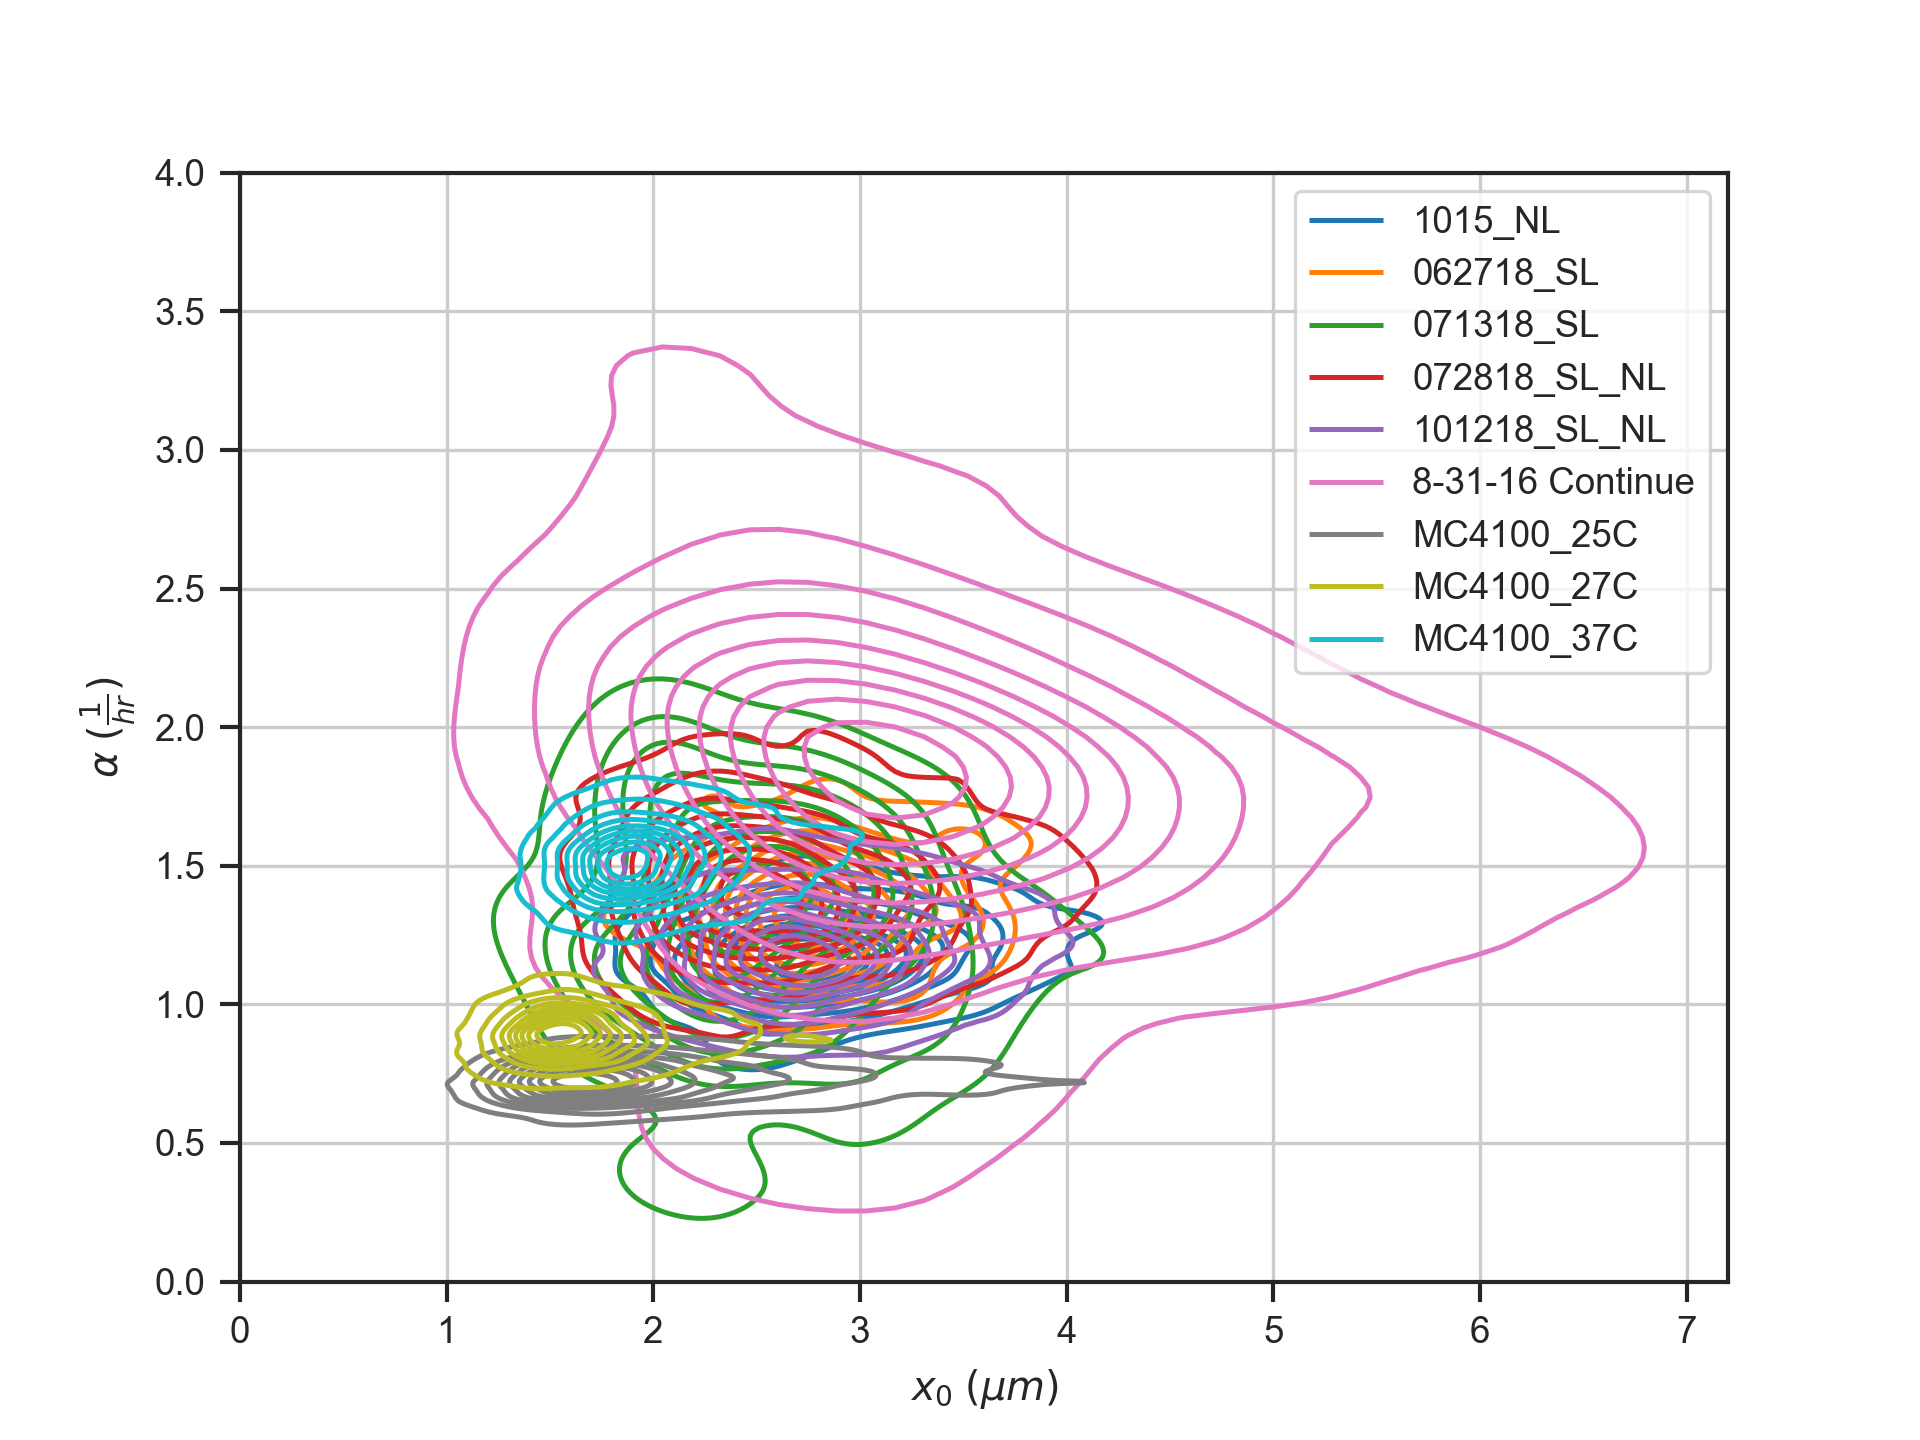 4.0
3.5
3.0
2.5
2.0
1.5
1.0
0.5
0.0
α (1/hr)
1015_NL
062718_SL
071318_SL
072818_SL_NL
101218_SL_NL
8-31-16 Continue
MC4100_25C
MC4100_27C
MC4100_37C
0 1 2 3 4 5 6 7
x₀ (μm)